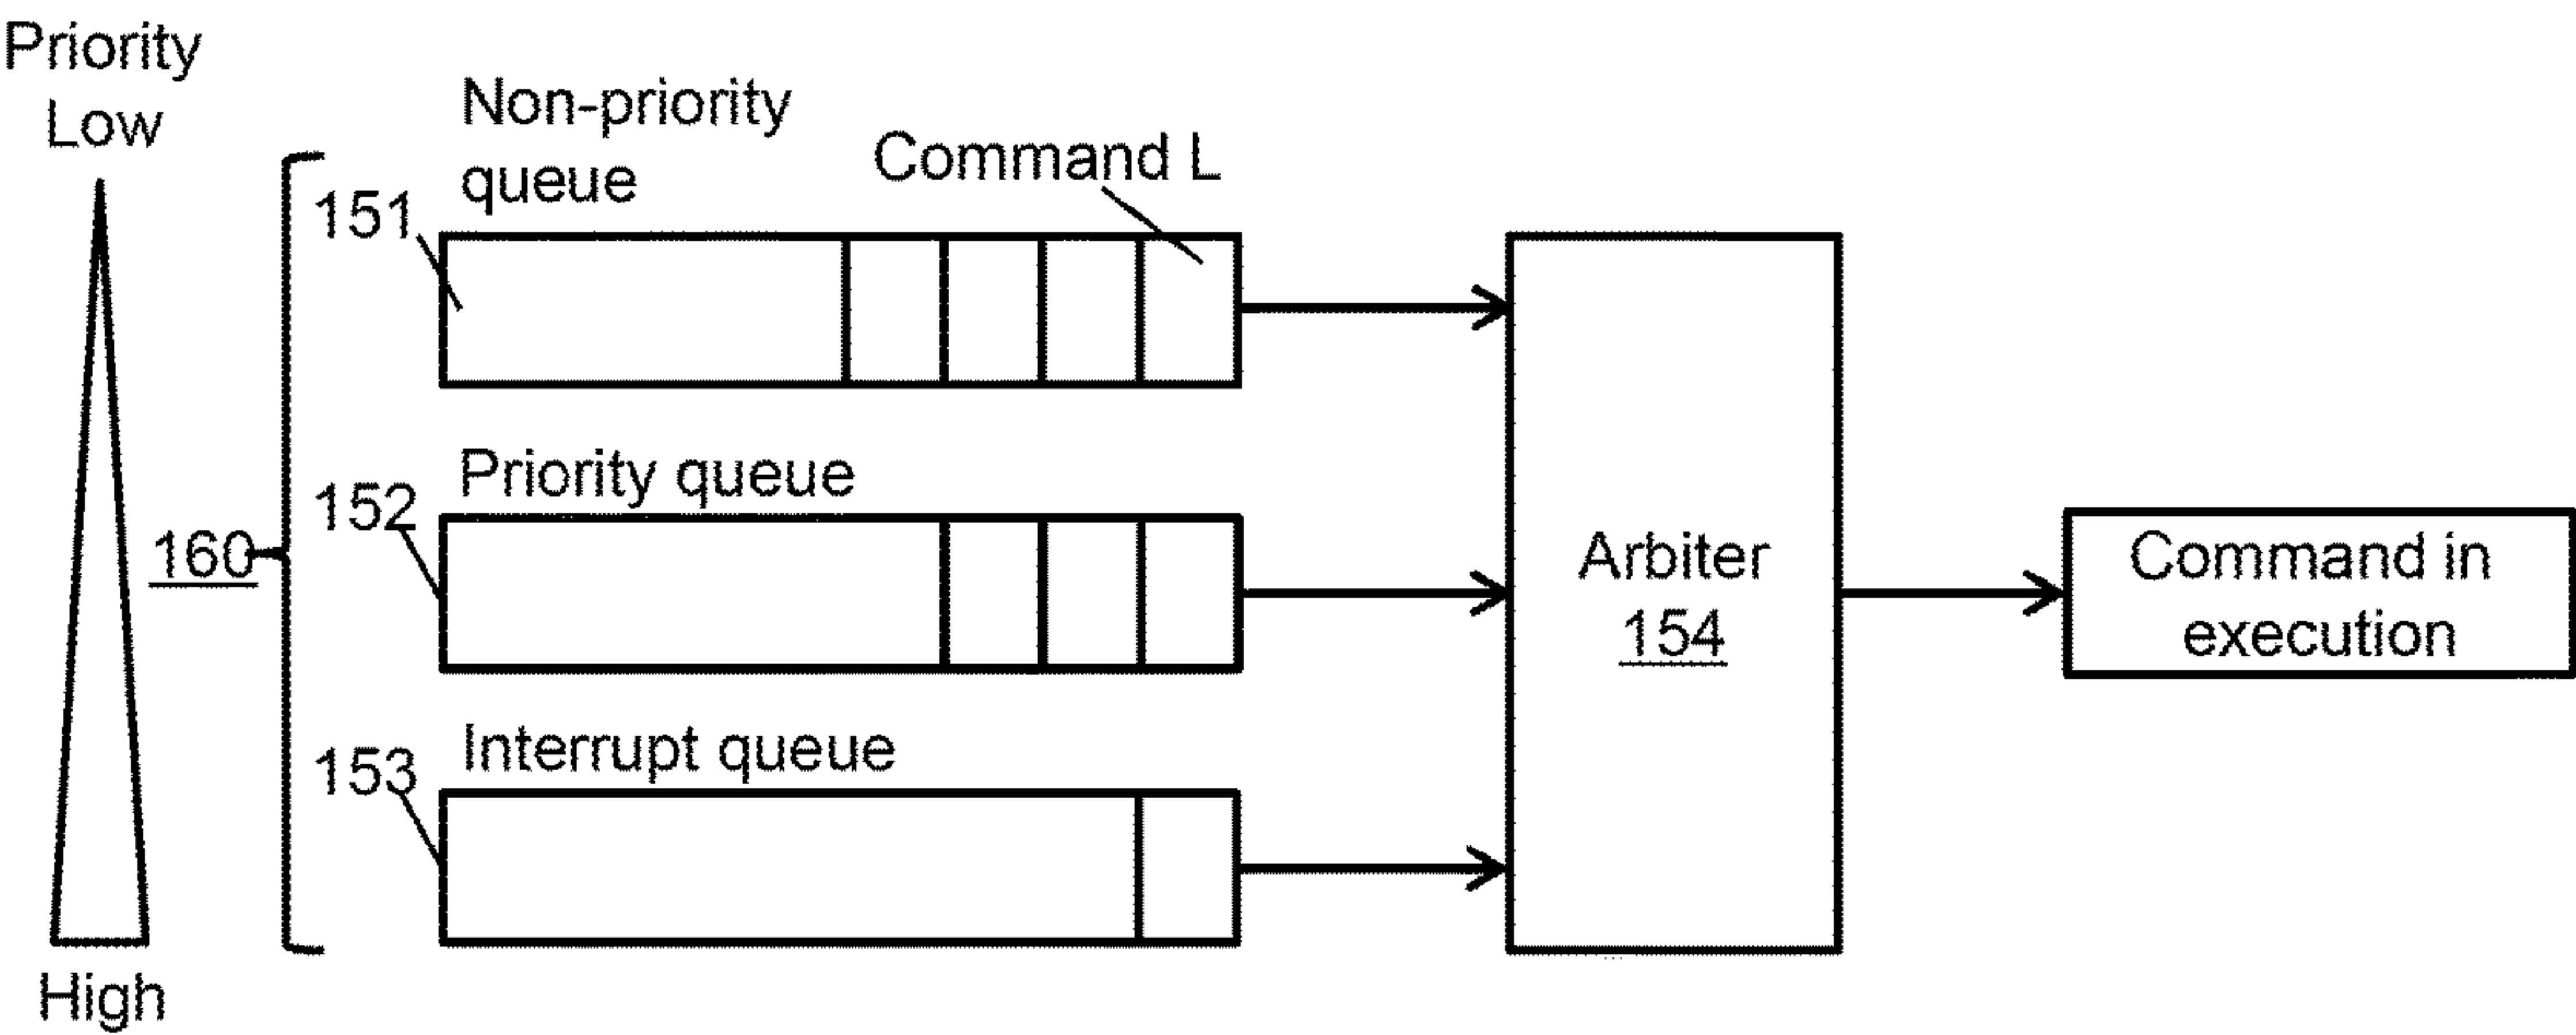 Priority
Low
Non-priority
queue
Command L
151
Priority queue
152
160
Interrupt queue
153
High
Arbiter
154
Command in
execution